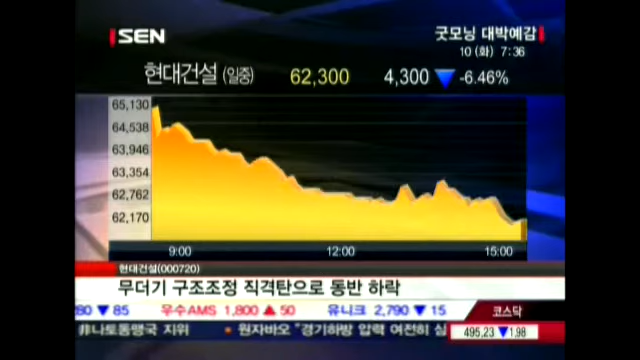 SEN
굿모닝 대박예감
10 (화) 7:36
현대건설 (일중) 62,300 4,300 ▼ -6.46%
65,130
64,538
63,946
63,354
62,762
62,170
9:00 12:00 15:00
현대건설(000720)
무더기 구조조정 직격탄으로 동반 하락
80 ▼ 85 우수AMS 1,800 ▲ 50 유니크 2,790 ▼ 15
코스닥
나토동맹국 지위 • 원자바오 "경기하방 압력 여전히 심
495.23 ▼1.98